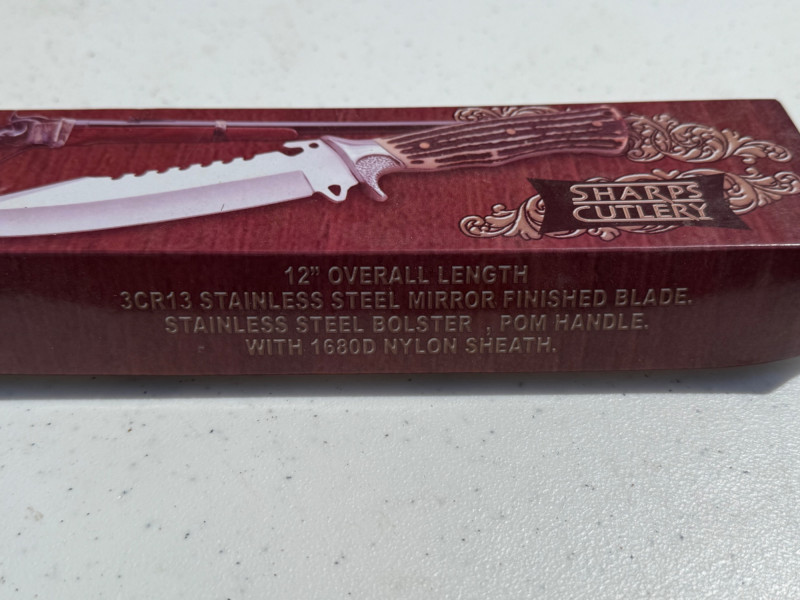 SHARPS
CUTLERY
12" OVERALL LENGTH
3CR13 STAINLESS STEEL MIRROR FINISHED BLADE.
STAINLESS STEEL BOLSTER , POM HANDLE.
WITH 1680D NYLON SHEATH.